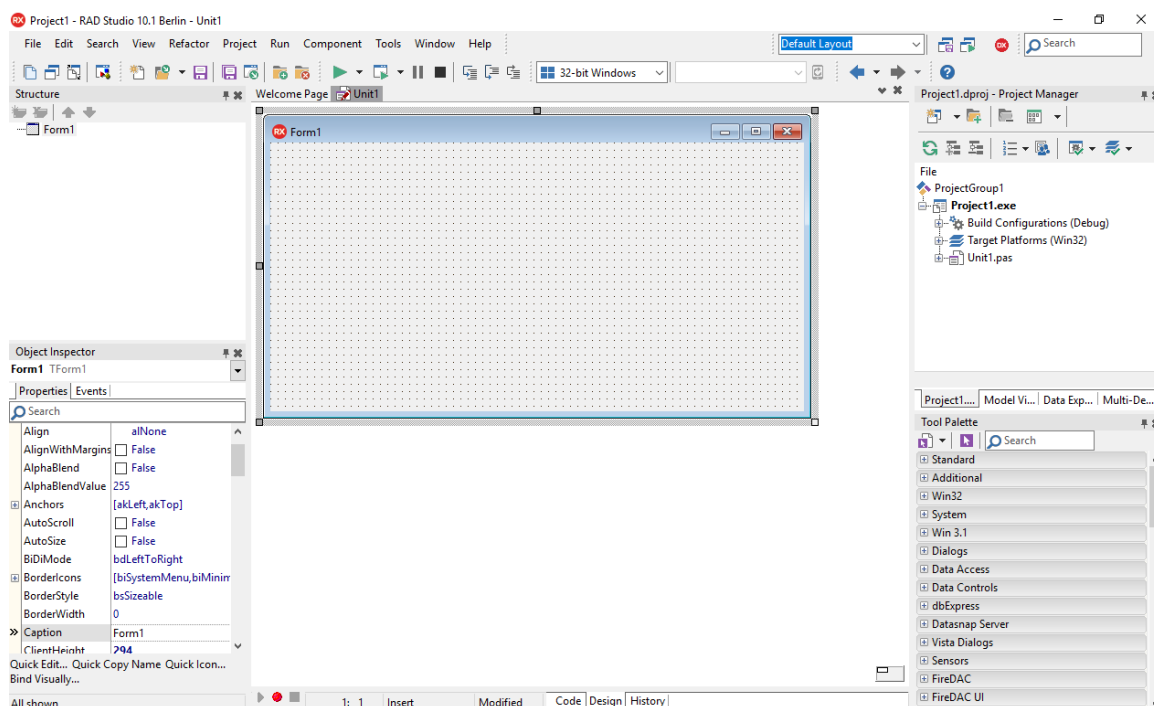 Project1 - RAD Studio 10.1 Berlin - Unit1
File Edit Search View Refactor Project Run Component Tools Window Help
Default Layout
Search
32-bit Windows
Structure
Form1
Welcome Page Unit1
Form1
Object Inspector
Form1 TForm1
Properties Events
Search
Align alNone
AlignWithMargins False
AlphaBlend False
AlphaBlendValue 255
Anchors [akLeft,akTop]
AutoScroll False
AutoSize False
BiDiMode bdLeftToRight
BorderIcons [biSystemMenu,biMinim
BorderStyle bsSizeable
BorderWidth 0
Caption Form1
ClientHeight 294
Quick Edit... Quick Copy Name Quick Icon...
Bind Visually...
All shown
1: 1 Insert Modified Code Design History
Project1.dproj - Project Manager
File
ProjectGroup1
Project1.exe
Build Configurations (Debug)
Target Platforms (Win32)
Unit1.pas
Project1.... Model Vi... Data Exp... Multi-De...
Tool Palette
Search
Standard
Additional
Win32
System
Win 3.1
Dialogs
Data Access
Data Controls
dbExpress
Datasnap Server
Vista Dialogs
Sensors
FireDAC
FireDAC UI